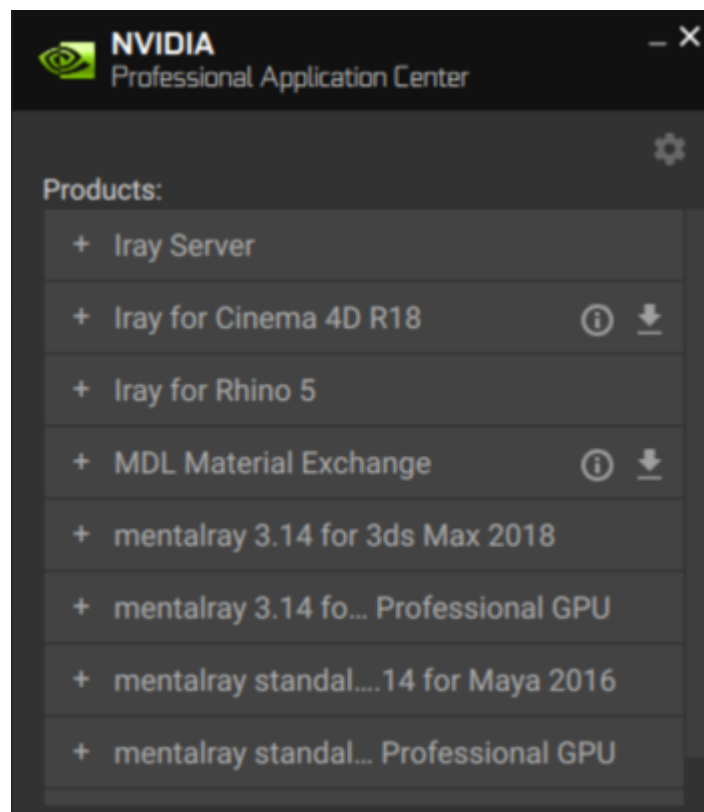 NVIDIA
Professional Application Center
Products:
+ Iray Server
+ Iray for Cinema 4D R18
+ Iray for Rhino 5
+ MDL Material Exchange
+ mentalray 3.14 for 3ds Max 2018
+ mentalray 3.14 fo... Professional GPU
+ mentalray standal....14 for Maya 2016
+ mentalray standal... Professional GPU